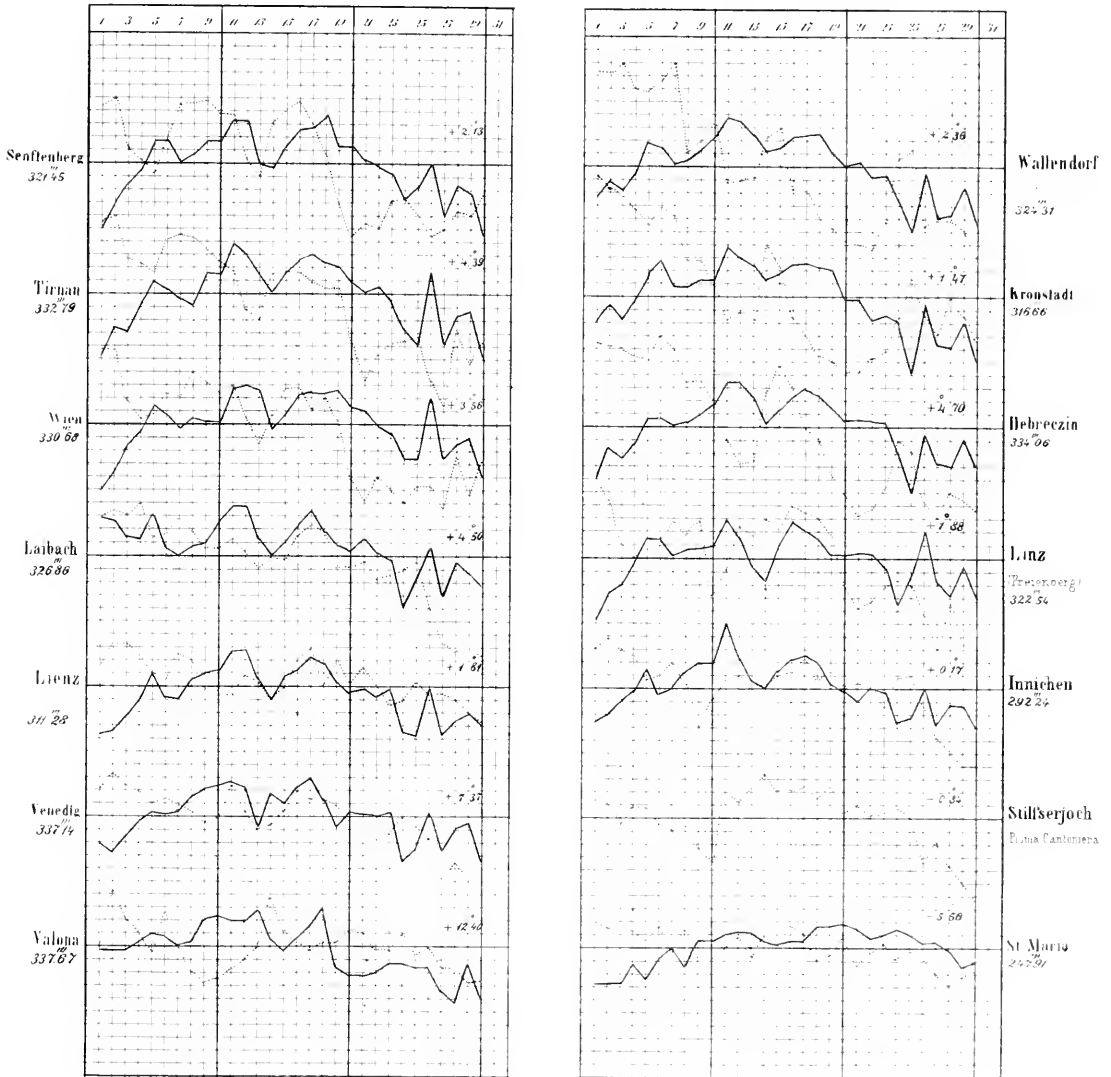 1 3 5 7 9 11 13 15 17 19 21 23 25 27 29 31
Senftenberg
321‴45
+ 2°13
Tirnau
332‴79
+ 4°39
Wien
330‴68
+ 3°56
Laibach
326‴86
+ 4°50
Lienz
311‴28
+ 1°61
Venedig
337‴14
+ 7°37
Valona
337‴67
+ 12°40
1 3 5 7 9 11 13 15 17 19 21 23 25 27 29 31
+ 2°36
Wallendorf
324‴31
+ 1°47
Kronstadt
316‴66
+ 4°70
Debreczin
334‴06
+ 1°88
Linz
(Freienberg)
322‴54
+ 0°17
Innichen
292‴24
Stilfserjoch
Prima Cantoniera
St Maria
247‴91